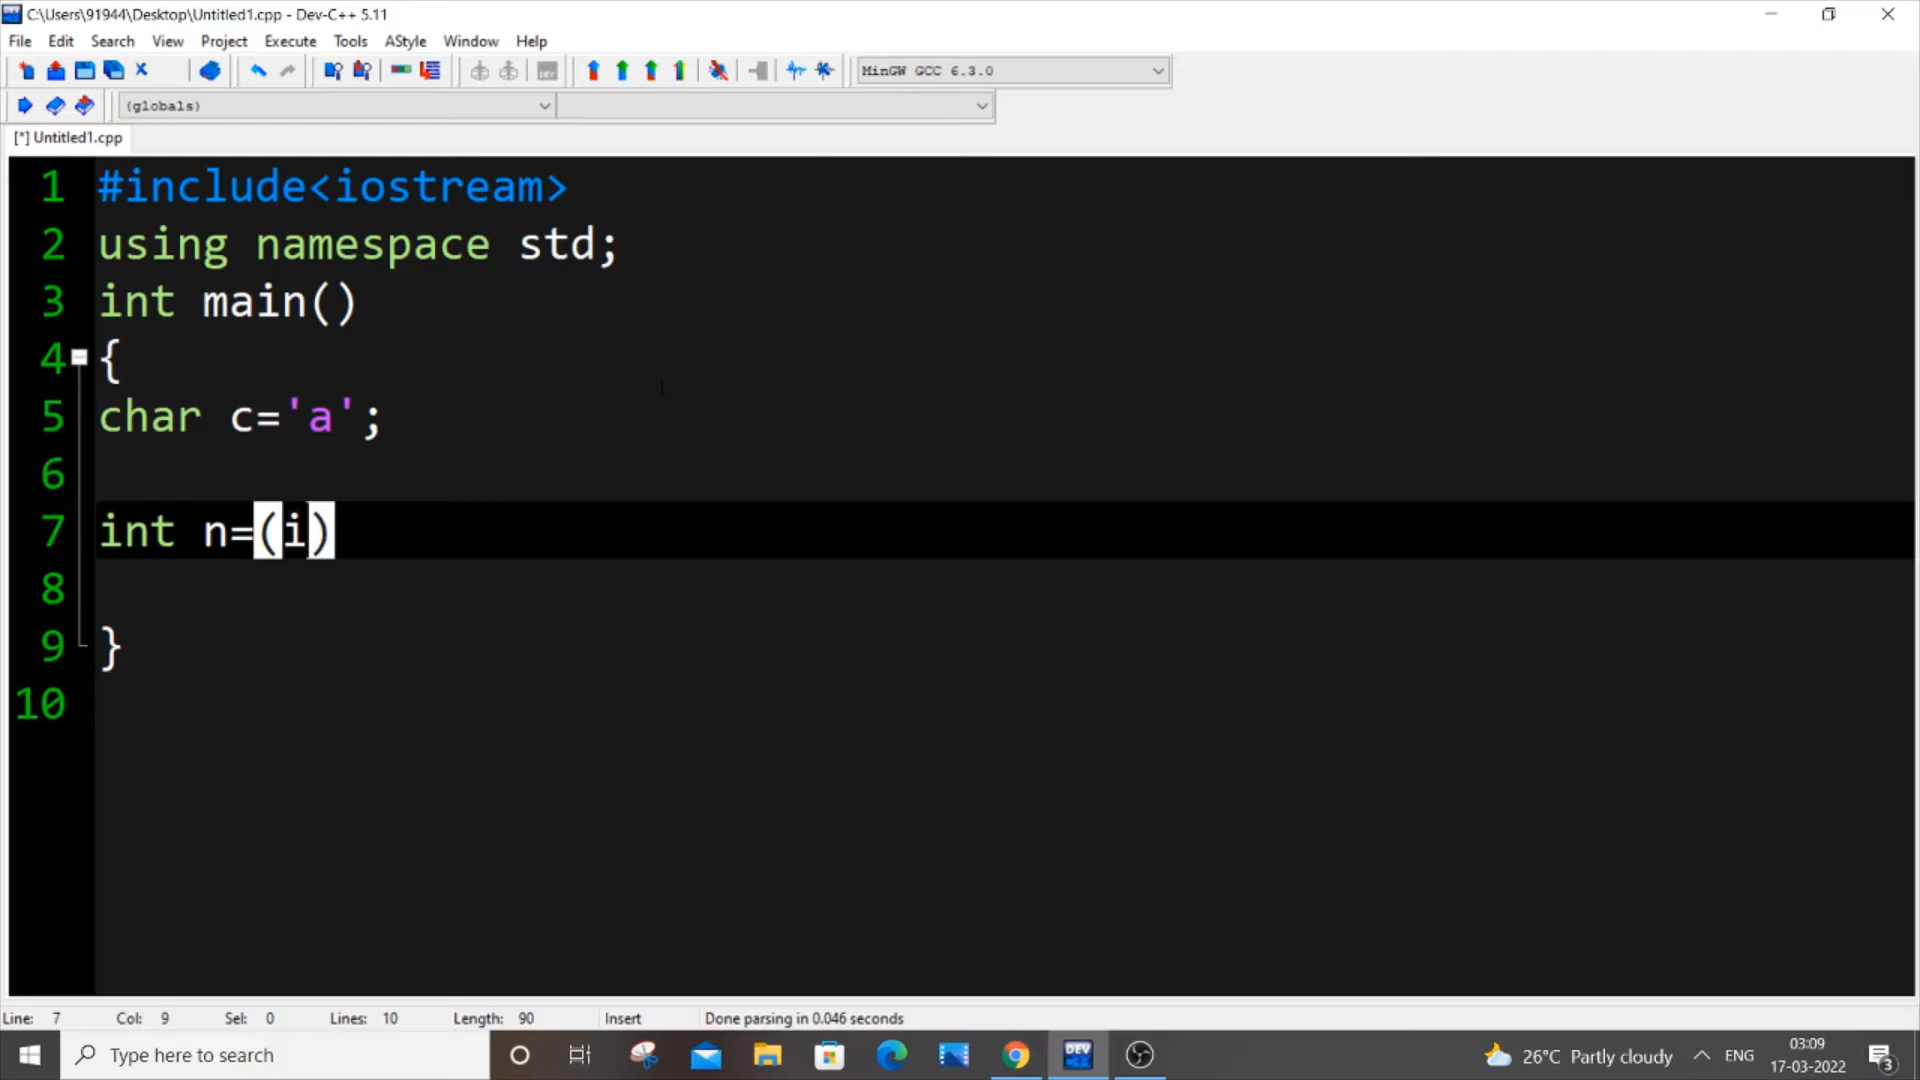 C:\Users\91944\Desktop\Untitled1.cpp - Dev-C++ 5.11
File Edit Search View Project Execute Tools AStyle Window Help
MinGW GCC 6.3.0
(globals)
[*] Untitled1.cpp
1 #include<iostream>
2 using namespace std;
3 int main()
4 {
5 char c='a';
6
7 int n=(i)
8
9 }
10
Line: 7 Col: 9 Sel: 0 Lines: 10 Length: 90 Insert Done parsing in 0.046 seconds
Type here to search DEV 26°C Partly cloudy ENG 03:09
17-03-2022 3